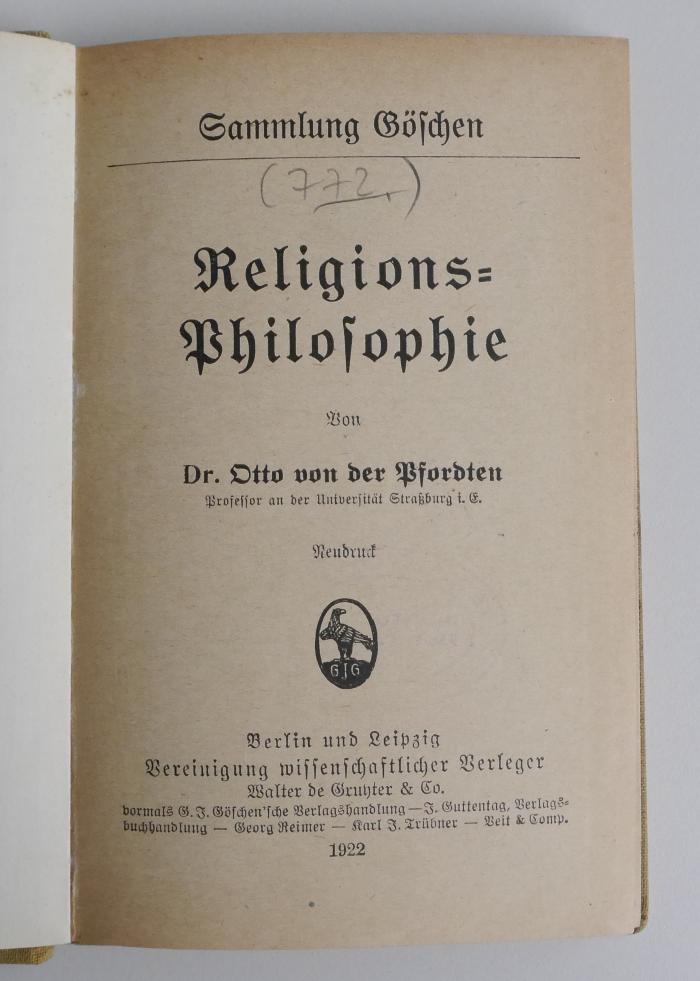 Sammlung Göschen
(772.)
Religions=
Philosophie
Von
Dr. Otto von der Pfordten
Professor an der Universität Straßburg i. E.
Neudruck
GJG
Berlin und Leipzig
Vereinigung wissenschaftlicher Verleger
Walter de Gruyter & Co.
vormals G. J. Göschen'sche Verlagshandlung — J. Guttentag, Verlags=
buchhandlung — Georg Reimer — Karl J. Trübner — Veit & Comp.
1922